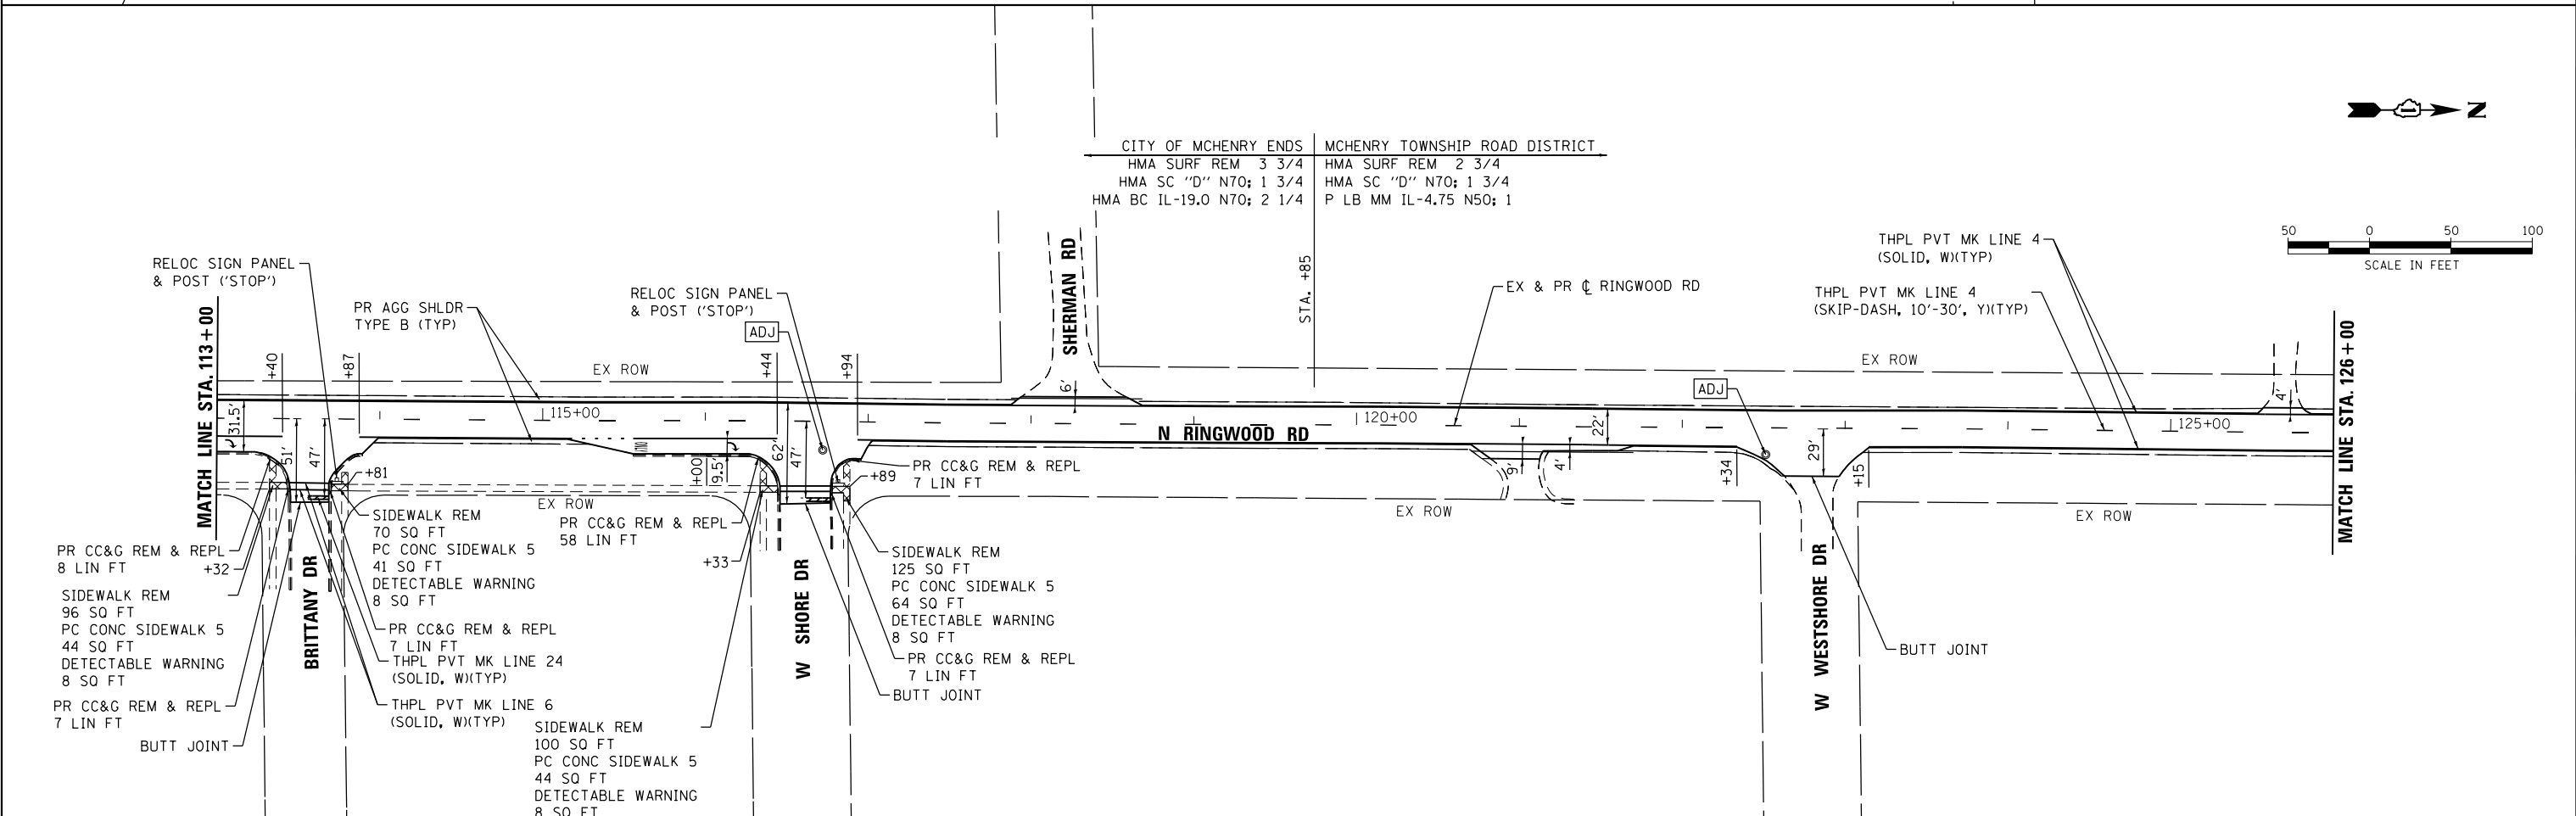 CITY OF MCHENRY ENDS
HMA SURF REM 3 3/4
HMA SC "D" N70; 1 3/4
HMA BC IL-19.0 N70; 2 1/4
MCHENRY TOWNSHIP ROAD DISTRICT
HMA SURF REM 2 3/4
HMA SC "D" N70; 1 3/4
P LB MM IL-4.75 N50; 1
STA. +85
N
50 0 50 100
SCALE IN FEET
THPL PVT MK LINE 4
(SOLID, W)(TYP)
THPL PVT MK LINE 4
(SKIP-DASH, 10'-30', Y)(TYP)
EX & PR ℄ RINGWOOD RD
SHERMAN RD
RELOC SIGN PANEL
& POST ('STOP')
PR AGG SHLDR
TYPE B (TYP)
RELOC SIGN PANEL
& POST ('STOP')
ADJ
MATCH LINE STA. 113+00
+40
+87
EX ROW
+44
+94
6'
EX ROW
ADJ
4'
MATCH LINE STA. 126+00
31.5'
115+00
120+00
125+00
N RINGWOOD RD
51'
47'
+81
+00
9.5'
62'
47'
+89
PR CC&G REM & REPL
7 LIN FT
9'
4'
22'
+34
29'
+15
EX ROW
EX ROW
EX ROW
PR CC&G REM & REPL
8 LIN FT
+32
SIDEWALK REM
96 SQ FT
PC CONC SIDEWALK 5
44 SQ FT
DETECTABLE WARNING
8 SQ FT
PR CC&G REM & REPL
7 LIN FT
BUTT JOINT
BRITTANY DR
SIDEWALK REM
70 SQ FT
PC CONC SIDEWALK 5
41 SQ FT
DETECTABLE WARNING
8 SQ FT
PR CC&G REM & REPL
7 LIN FT
THPL PVT MK LINE 24
(SOLID, W)(TYP)
THPL PVT MK LINE 6
(SOLID, W)(TYP)
PR CC&G REM & REPL
58 LIN FT
+33
SIDEWALK REM
100 SQ FT
PC CONC SIDEWALK 5
44 SQ FT
DETECTABLE WARNING
8 SQ FT
W SHORE DR
SIDEWALK REM
125 SQ FT
PC CONC SIDEWALK 5
64 SQ FT
DETECTABLE WARNING
8 SQ FT
PR CC&G REM & REPL
7 LIN FT
BUTT JOINT
W WESTSHORE DR
BUTT JOINT